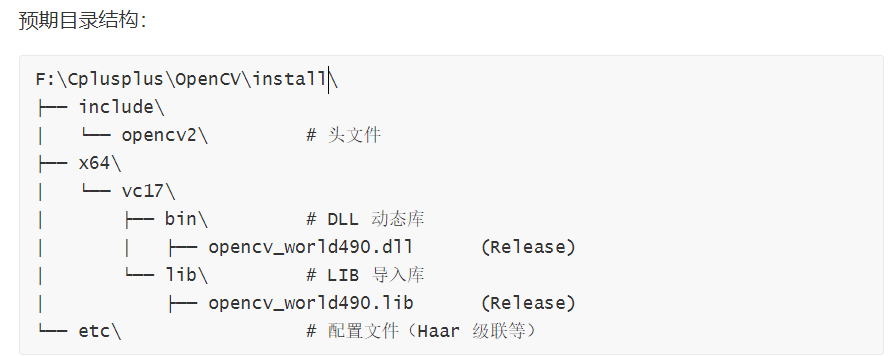 预期目录结构：
F:\Cplusplus\OpenCV\install\
├── include\
│   └── opencv2\         # 头文件
├── x64\
│   └── vc17\
│       ├── bin\         # DLL 动态库
│       │   ├── opencv_world490.dll      (Release)
│       └── lib\         # LIB 导入库
│           ├── opencv_world490.lib      (Release)
└── etc\                 # 配置文件（Haar 级联等）